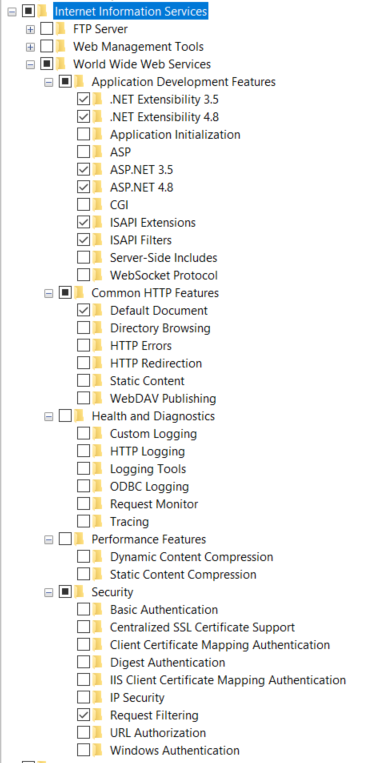 Internet Information Services
FTP Server
Web Management Tools
World Wide Web Services
Application Development Features
.NET Extensibility 3.5
.NET Extensibility 4.8
Application Initialization
ASP
ASP.NET 3.5
ASP.NET 4.8
CGI
ISAPI Extensions
ISAPI Filters
Server-Side Includes
WebSocket Protocol
Common HTTP Features
Default Document
Directory Browsing
HTTP Errors
HTTP Redirection
Static Content
WebDAV Publishing
Health and Diagnostics
Custom Logging
HTTP Logging
Logging Tools
ODBC Logging
Request Monitor
Tracing
Performance Features
Dynamic Content Compression
Static Content Compression
Security
Basic Authentication
Centralized SSL Certificate Support
Client Certificate Mapping Authentication
Digest Authentication
IIS Client Certificate Mapping Authentication
IP Security
Request Filtering
URL Authorization
Windows Authentication